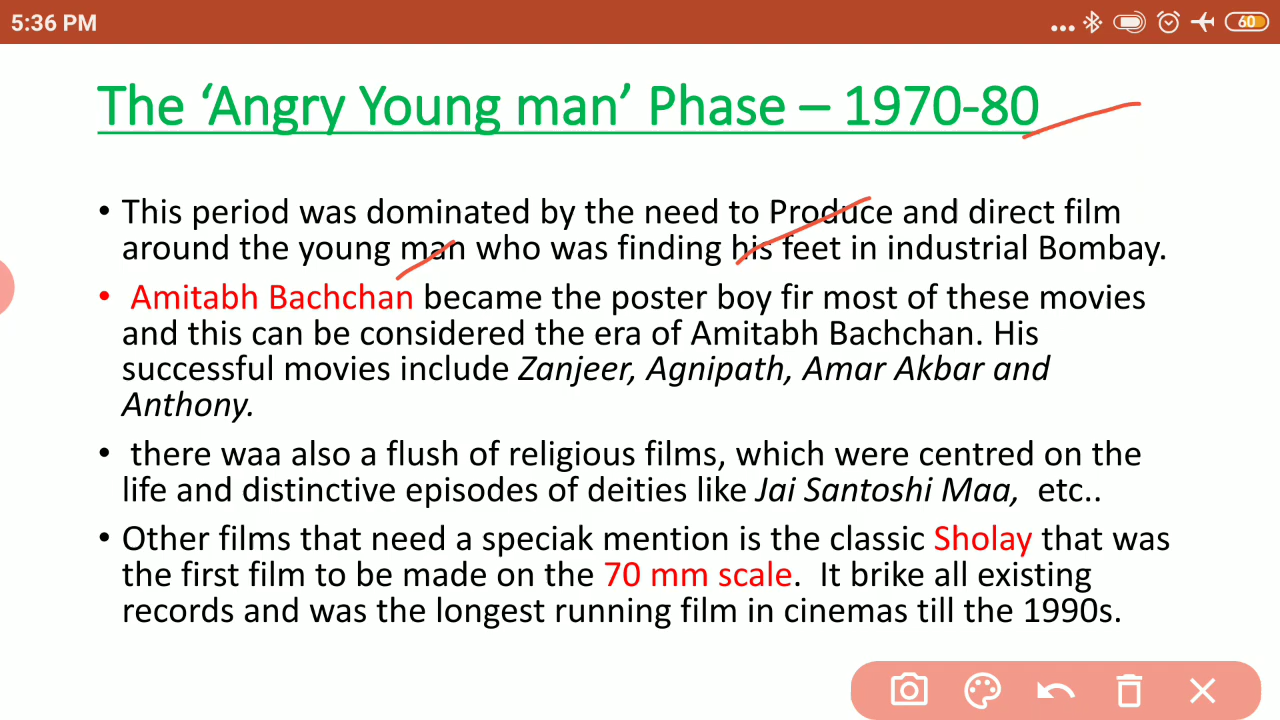 5:36 PM
60
The ‘Angry Young man’ Phase – 1970-80
• This period was dominated by the need to Produce and direct film
around the young man who was finding his feet in industrial Bombay.
• Amitabh Bachchan became the poster boy fir most of these movies
and this can be considered the era of Amitabh Bachchan. His
successful movies include Zanjeer, Agnipath, Amar Akbar and
Anthony.
• there waa also a flush of religious films, which were centred on the
life and distinctive episodes of deities like Jai Santoshi Maa, etc..
• Other films that need a speciak mention is the classic Sholay that was
the first film to be made on the 70 mm scale. It brike all existing
records and was the longest running film in cinemas till the 1990s.